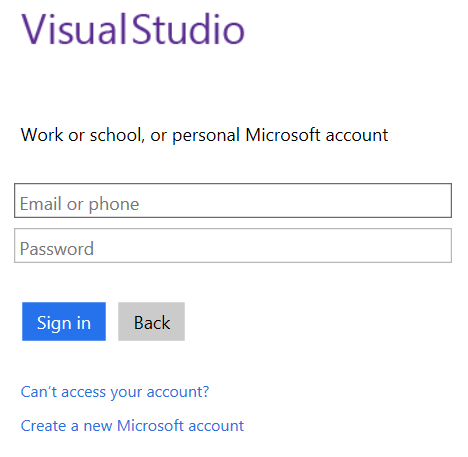 Visual Studio
Work or school, or personal Microsoft account
Email or phone
Password
Sign in
Back
Can't access your account?
Create a new Microsoft account